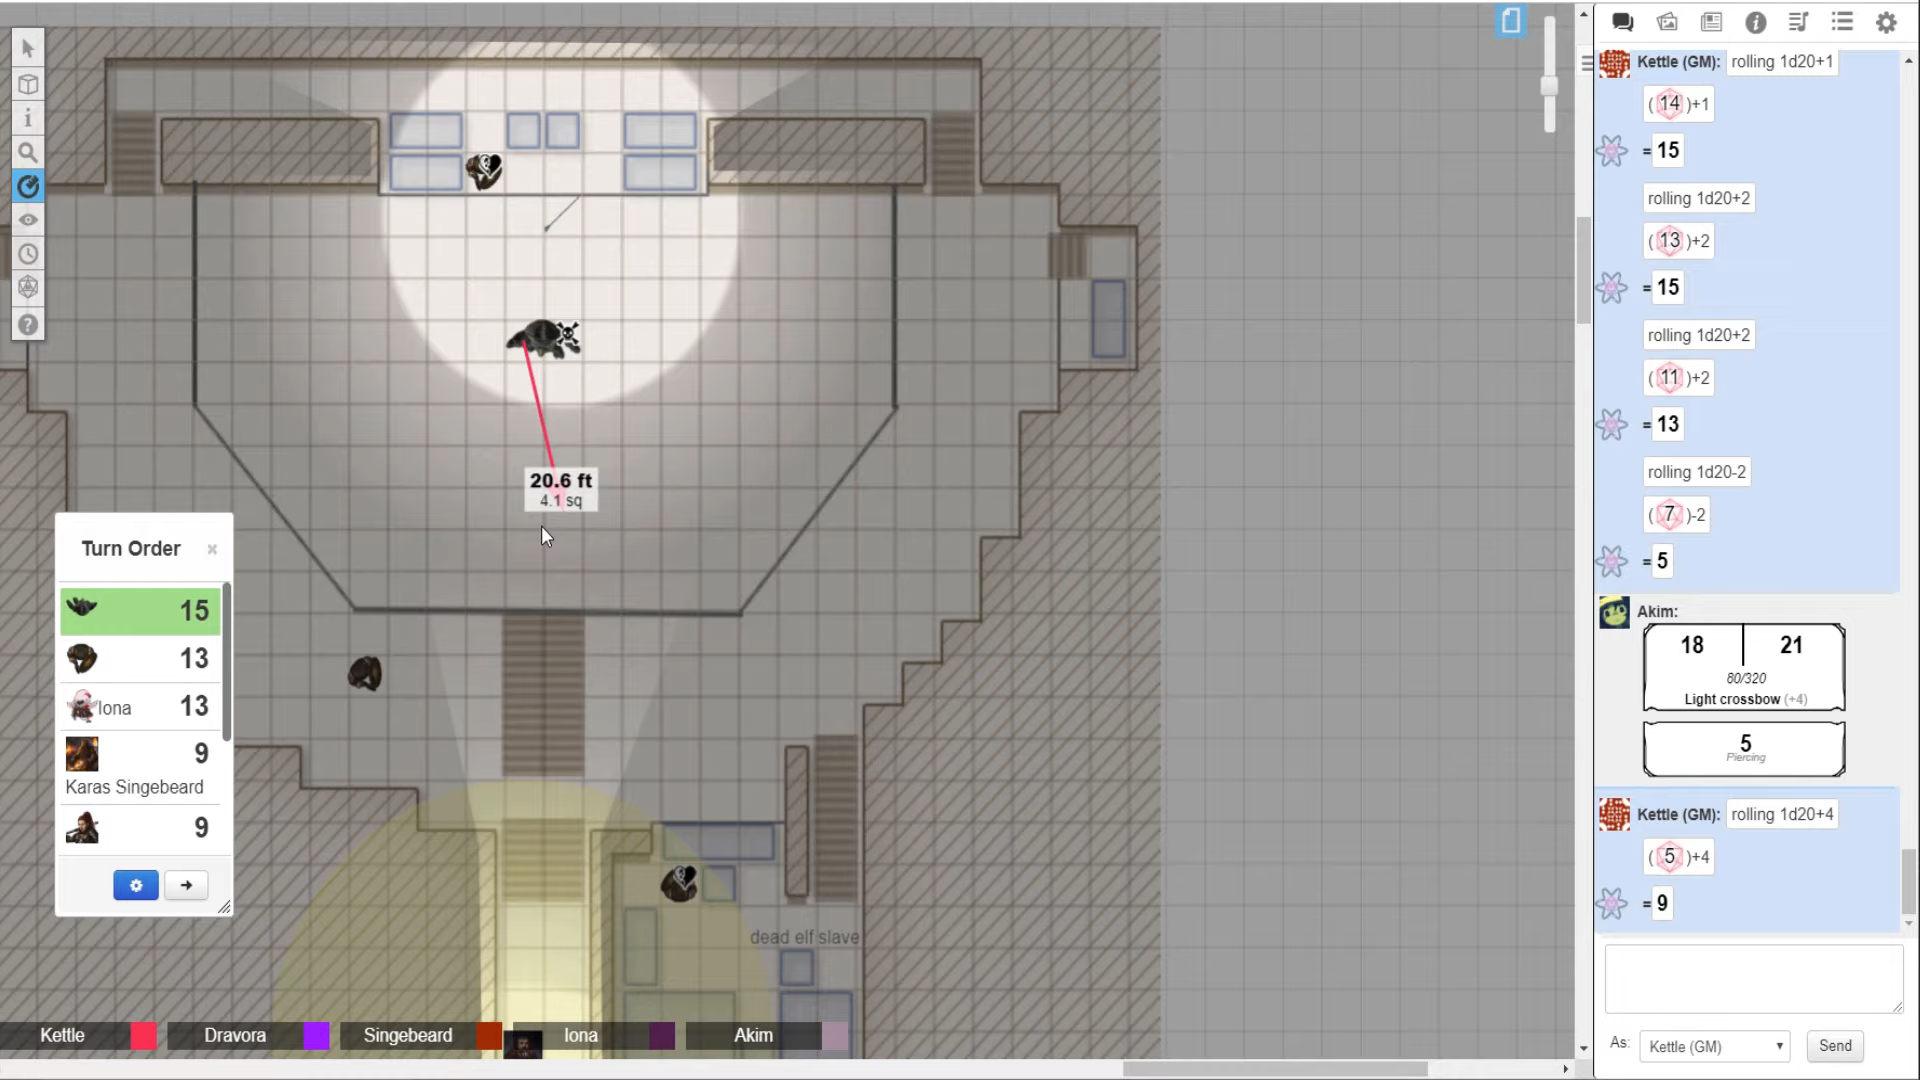 20.6 ft
4.1 sq
dead elf slave
Turn Order
×
15
13
Iona 13
9
Karas Singebeard
9
Kettle
Dravora
Singebeard
Iona
Akim
Kettle (GM): rolling 1d20+1
(14)+1
=15
rolling 1d20+2
(13)+2
=15
rolling 1d20+2
(11)+2
=13
rolling 1d20-2
(7)-2
=5
Akim:
18 21
80/320
Light crossbow (+4)
5
Piercing
Kettle (GM): rolling 1d20+4
(5)+4
=9
As: Kettle (GM) Send